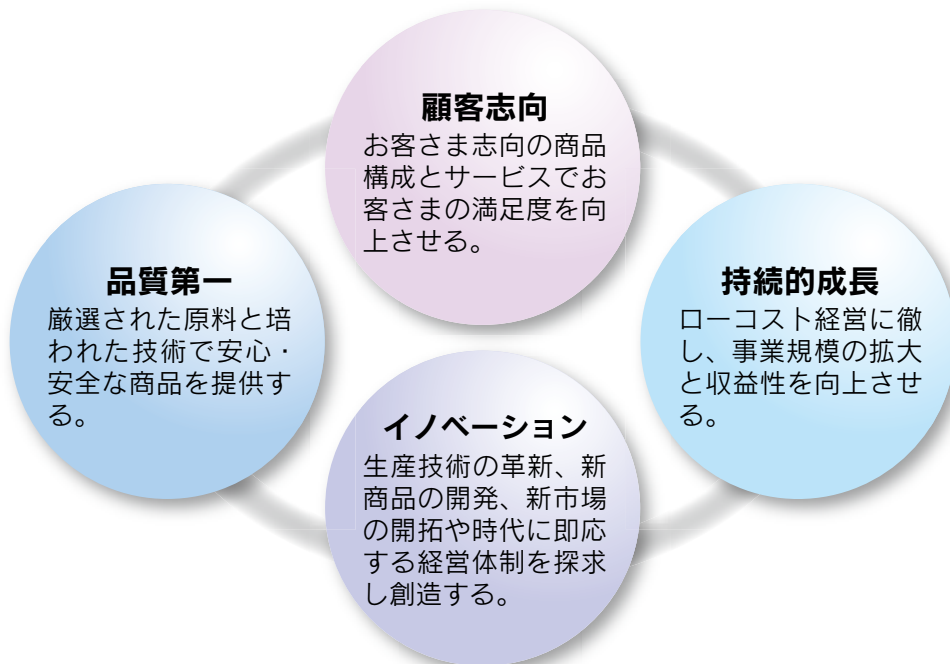 顧客志向
お客さま志向の商品
構成とサービスでお
客さまの満足度を向
上させる。
品質第一
厳選された原料と培
われた技術で安心・
安全な商品を提供す
る。
持続的成長
ローコスト経営に徹
し、事業規模の拡大
と収益性を向上させ
る。
イノベーション
生産技術の革新、新
商品の開発、新市場
の開拓や時代に即応
する経営体制を探求
し創造する。